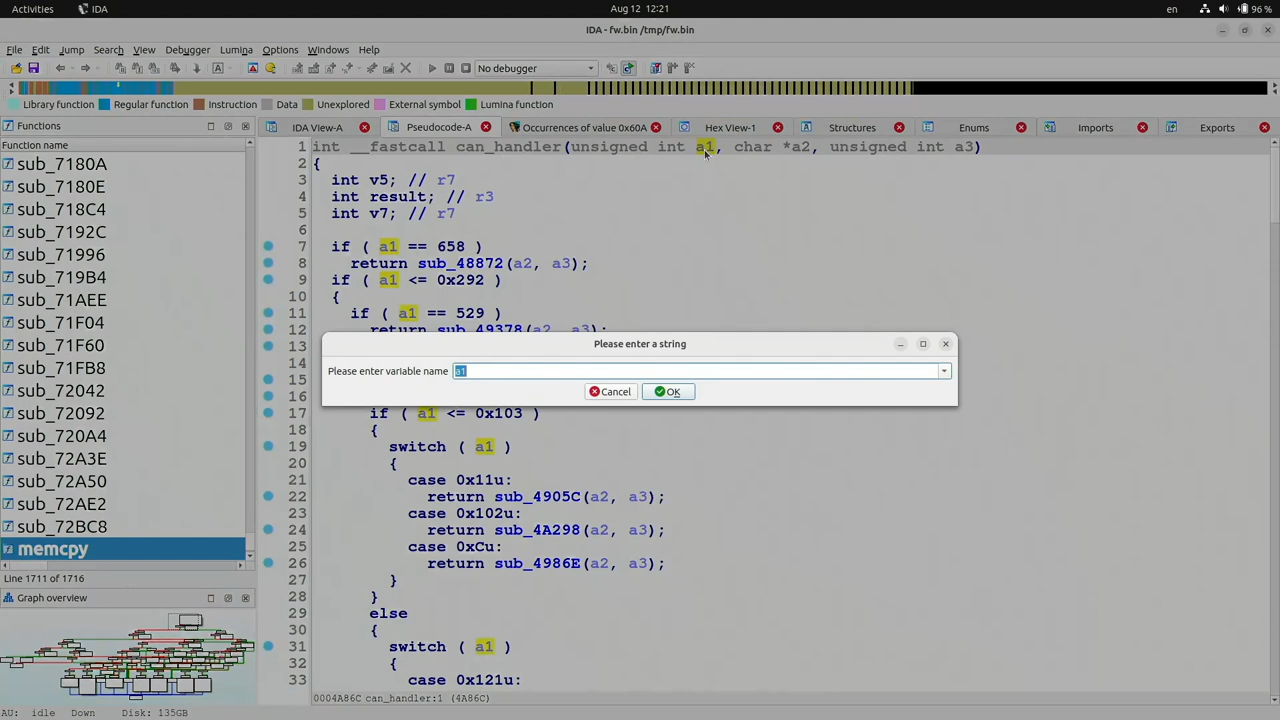 Activities
IDA
Aug 12 12:21
en
96 %
IDA - fw.bin /tmp/fw.bin
File Edit Jump Search View Debugger Lumina Options Windows Help
No debugger
Library function Regular function Instruction Data Unexplored External symbol Lumina function
Functions
IDA View-A
Pseudocode-A
Occurrences of value 0x60A
Hex View-1
Structures
Enums
Imports
Exports
Function name
sub_7180A
sub_7180E
sub_718C4
sub_7192C
sub_71996
sub_719B4
sub_71AEE
sub_71F04
sub_71F60
sub_71FB8
sub_72042
sub_72092
sub_720A4
sub_72A3E
sub_72A50
sub_72AE2
sub_72BC8
memcpy
Line 1711 of 1716
Graph overview
1 int __fastcall can_handler(unsigned int a1, char *a2, unsigned int a3)
2 {
3 int v5; // r7
4 int result; // r3
5 int v7; // r7
6
7 if ( a1 == 658 )
8 return sub_48872(a2, a3);
9 if ( a1 <= 0x292 )
10 {
11 if ( a1 == 529 )
12 return sub_49378(a2, a3);
13
14
15
16
17 if ( a1 <= 0x103 )
18 {
19 switch ( a1 )
20 {
21 case 0x11u:
22 return sub_4905C(a2, a3);
23 case 0x102u:
24 return sub_4A298(a2, a3);
25 case 0xCu:
26 return sub_4986E(a2, a3);
27 }
28 }
29 else
30 {
31 switch ( a1 )
32 {
33 case 0x121u:
0004A86C can_handler:1 (4A86C)
Please enter a string
Please enter variable name a1
Cancel
OK
AU: idle Down Disk: 135GB